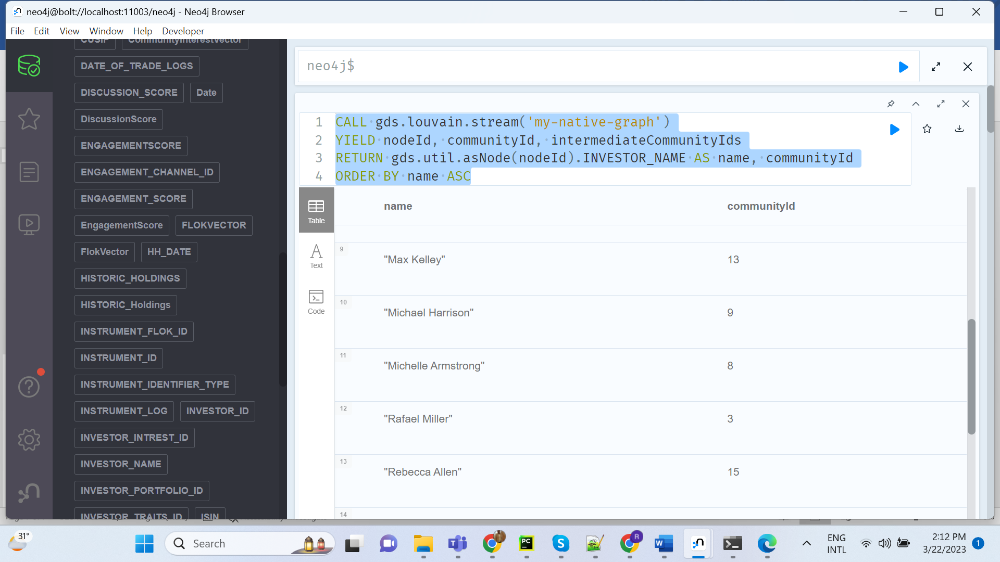 neo4j@bolt://localhost:11003/neo4j - Neo4j Browser
File Edit View Window Help Developer
CUSIP CommunityInterestVector
DATE_OF_TRADE_LOGS
DISCUSSION_SCORE Date
DiscussionScore
ENGAGEMENTSCORE
ENGAGEMENT_CHANNEL_ID
ENGAGEMENT_SCORE
EngagementScore FLOKVECTOR
FlokVector HH_DATE
HISTORIC_HOLDINGS
HISTORIC_Holdings
INSTRUMENT_FLOK_ID
INSTRUMENT_ID
INSTRUMENT_IDENTIFIER_TYPE
INSTRUMENT_LOG INVESTOR_ID
INVESTOR_INTREST_ID
INVESTOR_NAME
INVESTOR_PORTFOLIO_ID
INVESTOR_TRAITS_ID ISIN
neo4j$
1 CALL gds.louvain.stream('my-native-graph')
2 YIELD nodeId, communityId, intermediateCommunityIds
3 RETURN gds.util.asNode(nodeId).INVESTOR_NAME AS name, communityId
4 ORDER BY name ASC
Table
Text
Code
name communityId
9 "Max Kelley" 13
10 "Michael Harrison" 9
11 "Michelle Armstrong" 8
12 "Rafael Miller" 3
13 "Rebecca Allen" 15
14
31°
Search
T
PC
S
R
W
ENG
INTL
2:12 PM
3/22/2023
1